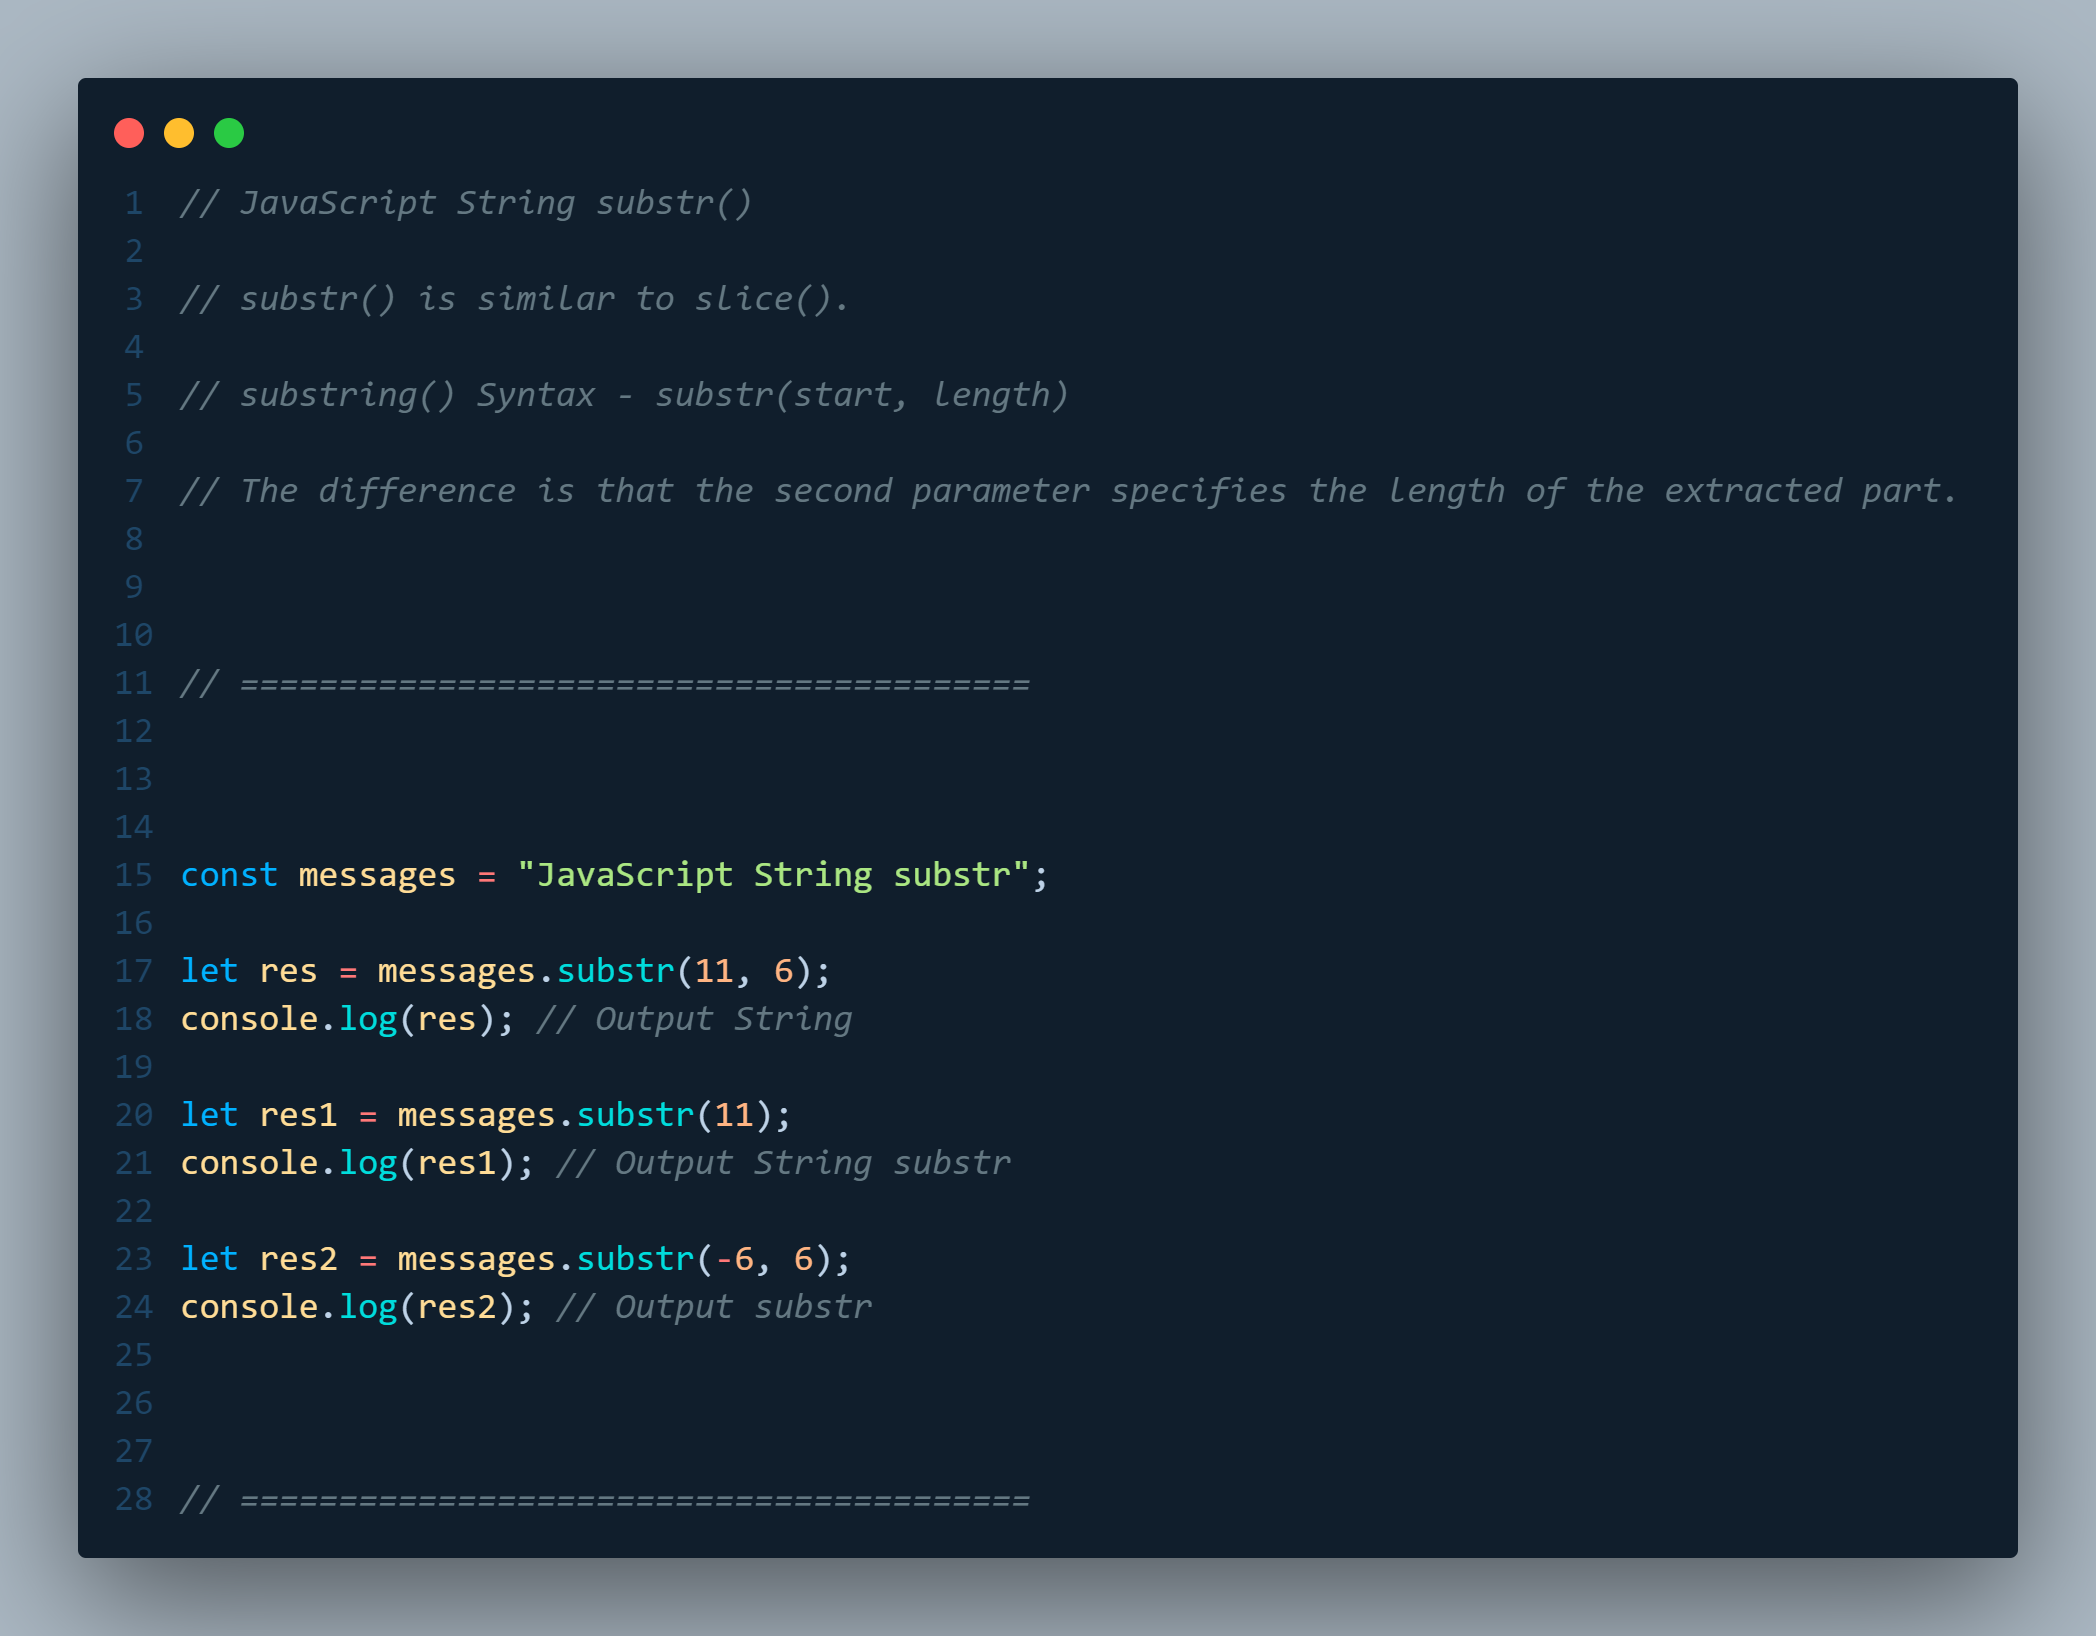 1 // JavaScript String substr()
2
3 // substr() is similar to slice().
4
5 // substring() Syntax - substr(start, length)
6
7 // The difference is that the second parameter specifies the length of the extracted part.
8
9
10
11 // ========================================
12
13
14
15 const messages = "JavaScript String substr";
16
17 let res = messages.substr(11, 6);
18 console.log(res); // Output String
19
20 let res1 = messages.substr(11);
21 console.log(res1); // Output String substr
22
23 let res2 = messages.substr(-6, 6);
24 console.log(res2); // Output substr
25
26
27
28 // ========================================